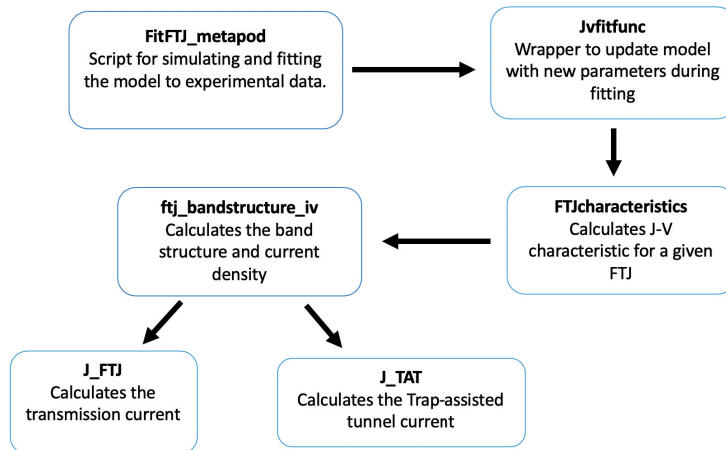 FitFTJ_metapod
Script for simulating and fitting
the model to experimental data.
Jvfitfunc
Wrapper to update model
with new parameters during
fitting
ftj_bandstructure_iv
Calculates the band
structure and current
density
FTJcharacteristics
Calculates J-V
characteristic for a given
FTJ
J_FTJ
Calculates the
transmission current
J_TAT
Calculates the Trap-assisted
tunnel current